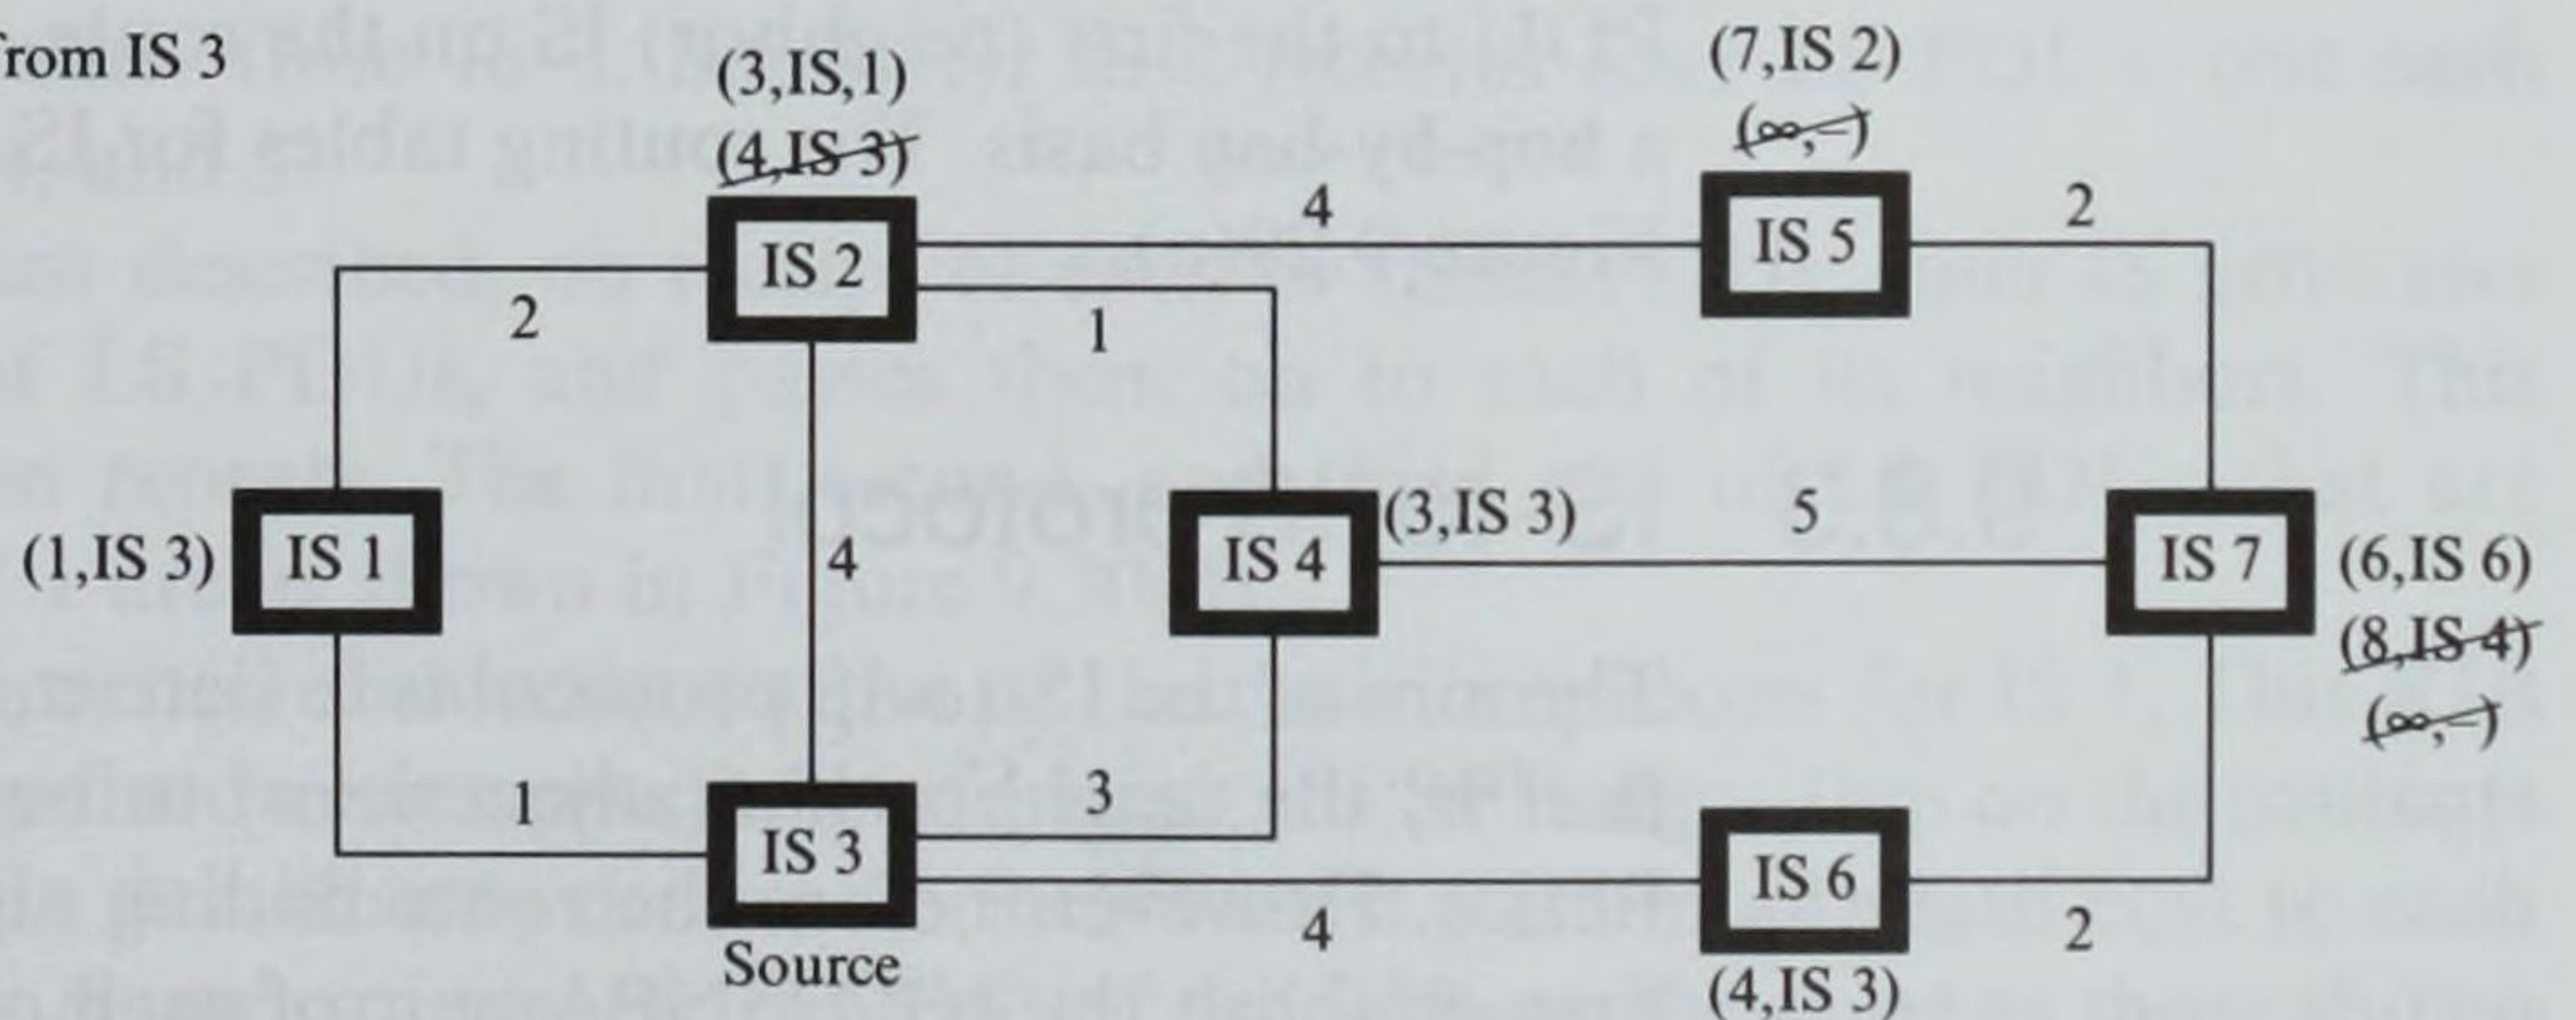 from IS 3
(3,IS,1)
(4,IS 3)
(7,IS 2)
(∞,–)
IS 2
4
IS 5
2
2
1
(1,IS 3)
IS 1
4
IS 4
(3,IS 3)
5
IS 7
(6,IS 6)
(8,IS 4)
(∞,–)
1
IS 3
3
4
IS 6
2
Source
(4,IS 3)